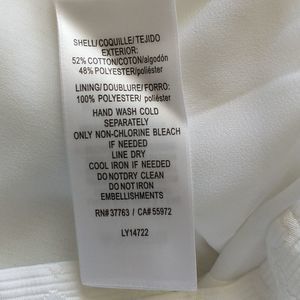 SHELL/ COQUILLE/ TEJIDO
EXTERIOR:
52% COTTON/COTON/algodón
48% POLYESTER/poliéster
LINING/ DOUBLURE/ FORRO:
100% POLYESTER/ poliéster
HAND WASH COLD
SEPARATELY
ONLY NON-CHLORINE BLEACH
IF NEEDED
LINE DRY
COOL IRON IF NEEDED
DO NOTDRY CLEAN
DO NOT IRON
EMBELLISHMENTS
RN# 37763 / CA# 55972
LY14722